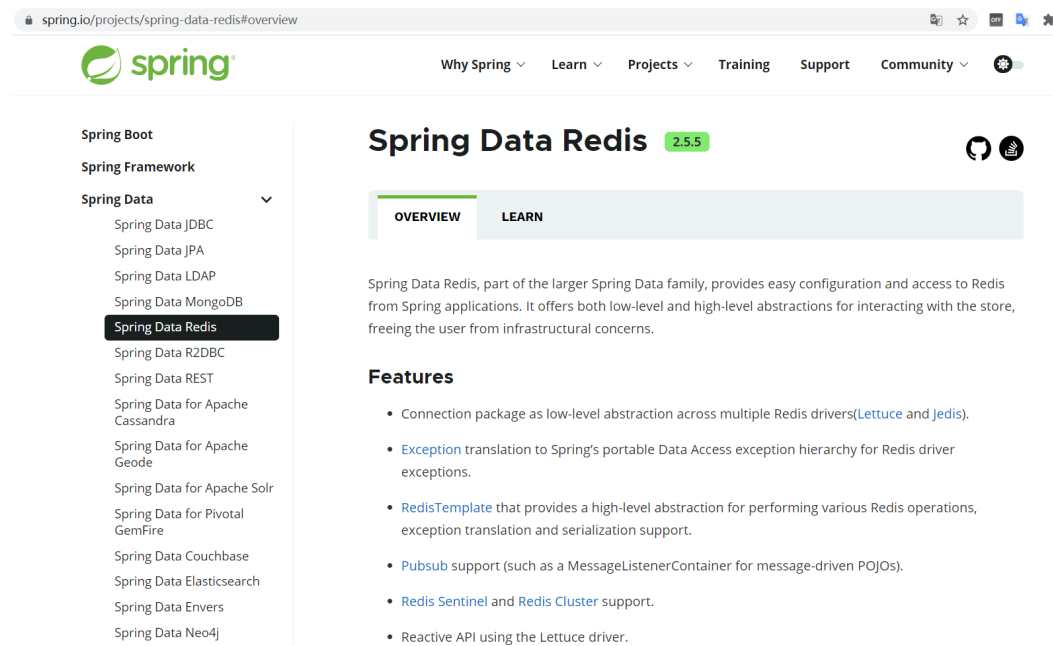 spring.io/projects/spring-data-redis#overview
OFF
spring
Why Spring
Learn
Projects
Training
Support
Community
Spring Boot
Spring Framework
Spring Data
Spring Data JDBC
Spring Data JPA
Spring Data LDAP
Spring Data MongoDB
Spring Data Redis
Spring Data R2DBC
Spring Data REST
Spring Data for Apache
Cassandra
Spring Data for Apache
Geode
Spring Data for Apache Solr
Spring Data for Pivotal
GemFire
Spring Data Couchbase
Spring Data Elasticsearch
Spring Data Envers
Spring Data Neo4j
Spring Data Redis 2.5.5
OVERVIEW
LEARN
Spring Data Redis, part of the larger Spring Data family, provides easy configuration and access to Redis
from Spring applications. It offers both low-level and high-level abstractions for interacting with the store,
freeing the user from infrastructural concerns.
Features
• Connection package as low-level abstraction across multiple Redis drivers(Lettuce and Jedis).
• Exception translation to Spring’s portable Data Access exception hierarchy for Redis driver
exceptions.
• RedisTemplate that provides a high-level abstraction for performing various Redis operations,
exception translation and serialization support.
• Pubsub support (such as a MessageListenerContainer for message-driven POJOs).
• Redis Sentinel and Redis Cluster support.
• Reactive API using the Lettuce driver.